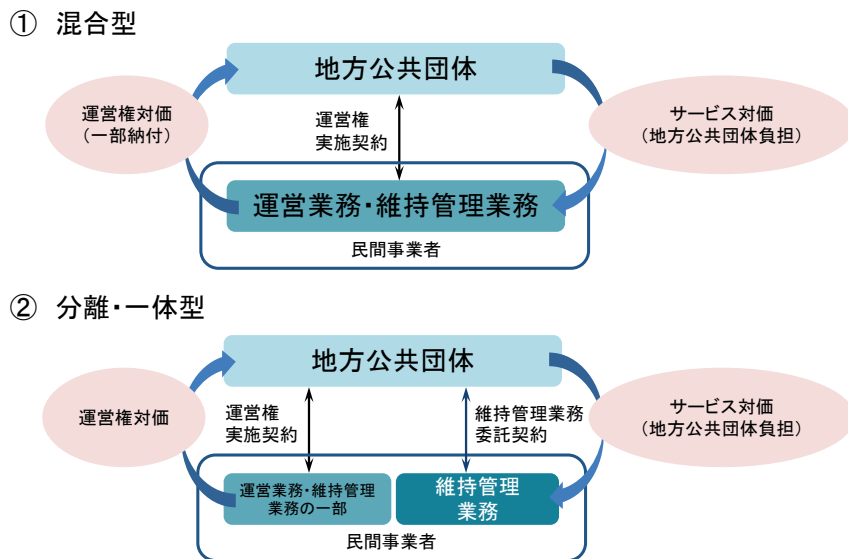 ① 混合型
地方公共団体
運営権対価
（一部納付）
運営権
実施契約
サービス対価
（地方公共団体負担）
運営業務・維持管理業務
民間事業者
② 分離・一体型
地方公共団体
運営権対価
運営権
実施契約
維持管理業務
委託契約
サービス対価
（地方公共団体負担）
運営業務・維持管理
業務の一部
維持管理
業務
民間事業者